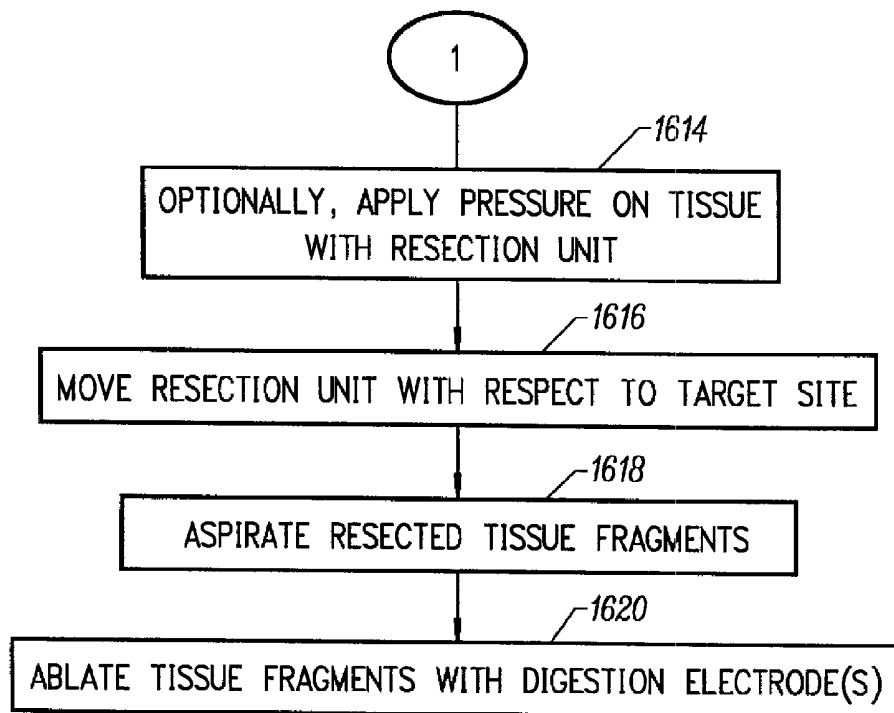 1
1614
OPTIONALLY, APPLY PRESSURE ON TISSUE
WITH RESECTION UNIT
1616
MOVE RESECTION UNIT WITH RESPECT TO TARGET SITE
1618
ASPIRATE RESECTED TISSUE FRAGMENTS
1620
ABLATE TISSUE FRAGMENTS WITH DIGESTION ELECTRODE(S)